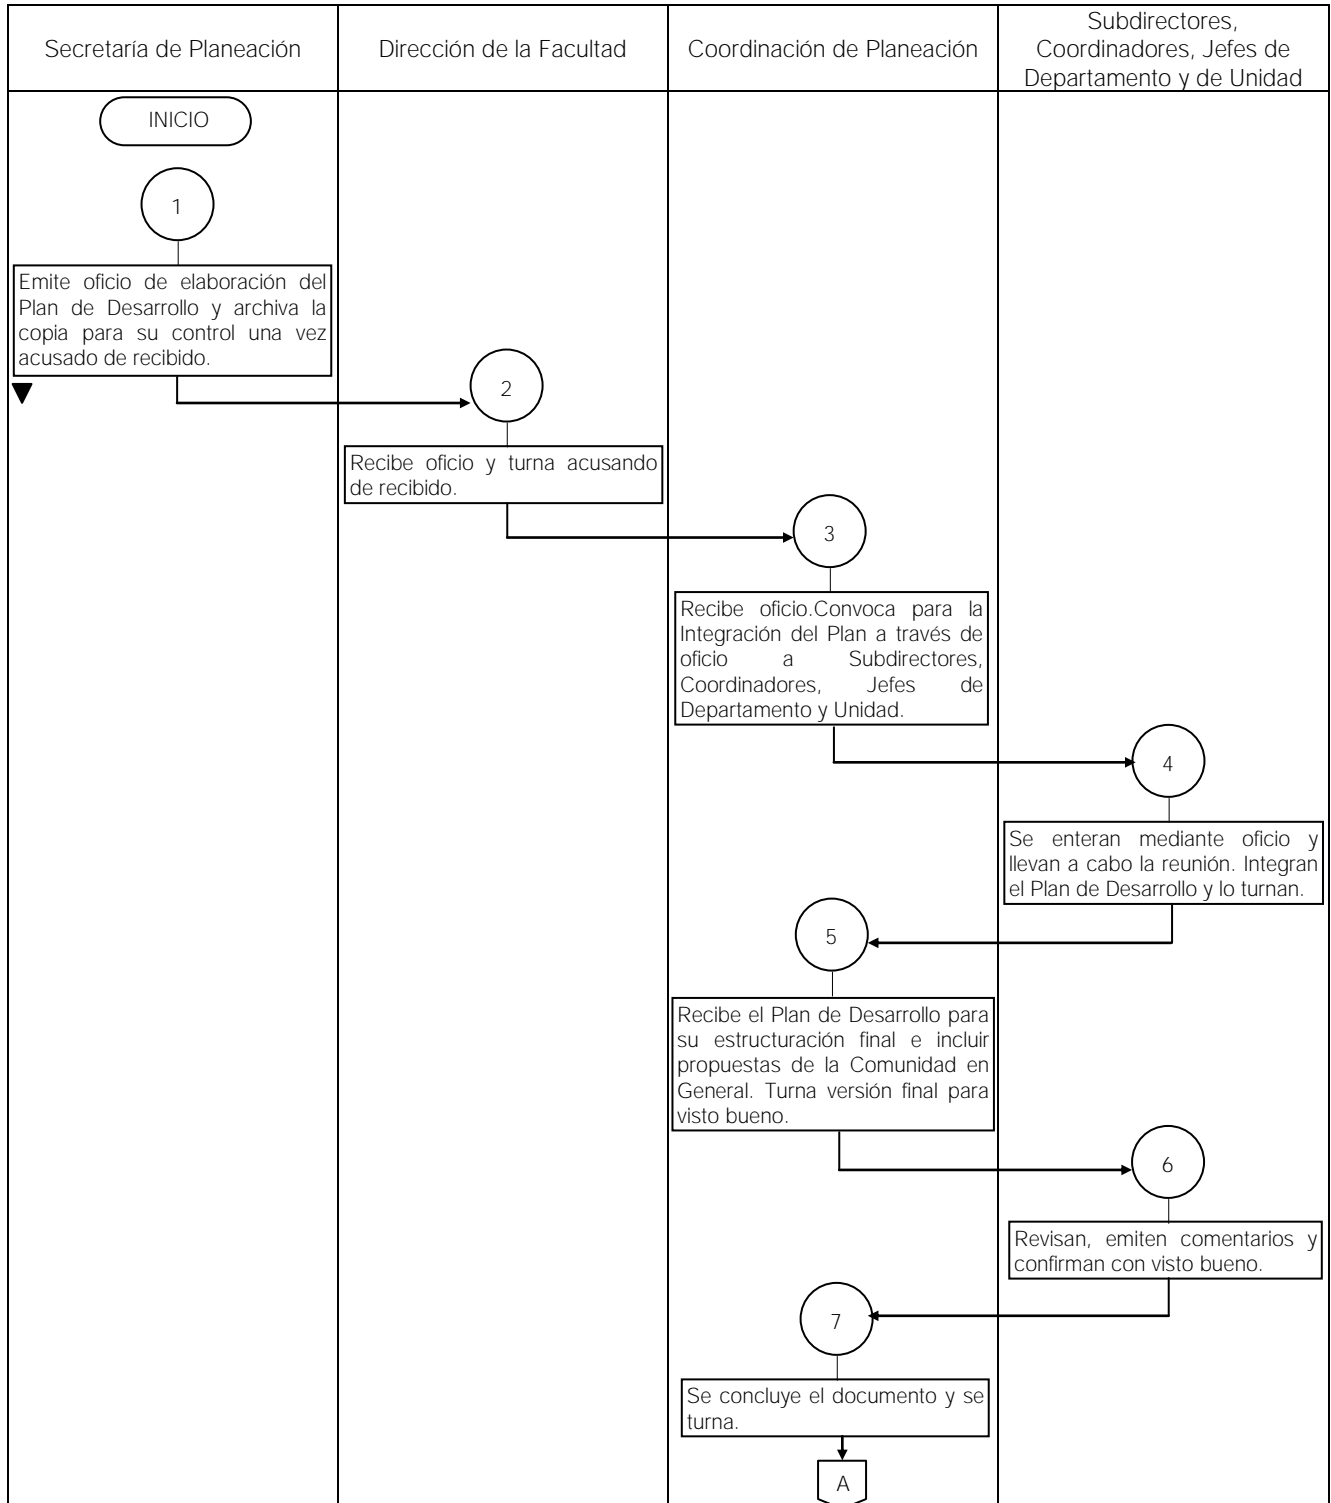 Secretaría de Planeación
Dirección de la Facultad
Coordinación de Planeación
Subdirectores,
Coordinadores, Jefes de
Departamento y de Unidad
INICIO
1
Emite oficio de elaboración del
Plan de Desarrollo y archiva la
copia para su control una vez
acusado de recibido.
2
Recibe oficio y turna acusando
de recibido.
3
Recibe oficio.Convoca para la
Integración del Plan a través de
oficio a Subdirectores,
Coordinadores, Jefes de
Departamento y Unidad.
4
Se enteran mediante oficio y
llevan a cabo la reunión. Integran
el Plan de Desarrollo y lo turnan.
5
Recibe el Plan de Desarrollo para
su estructuración final e incluir
propuestas de la Comunidad en
General. Turna versión final para
visto bueno.
6
Revisan, emiten comentarios y
confirman con visto bueno.
7
Se concluye el documento y se
turna.
A